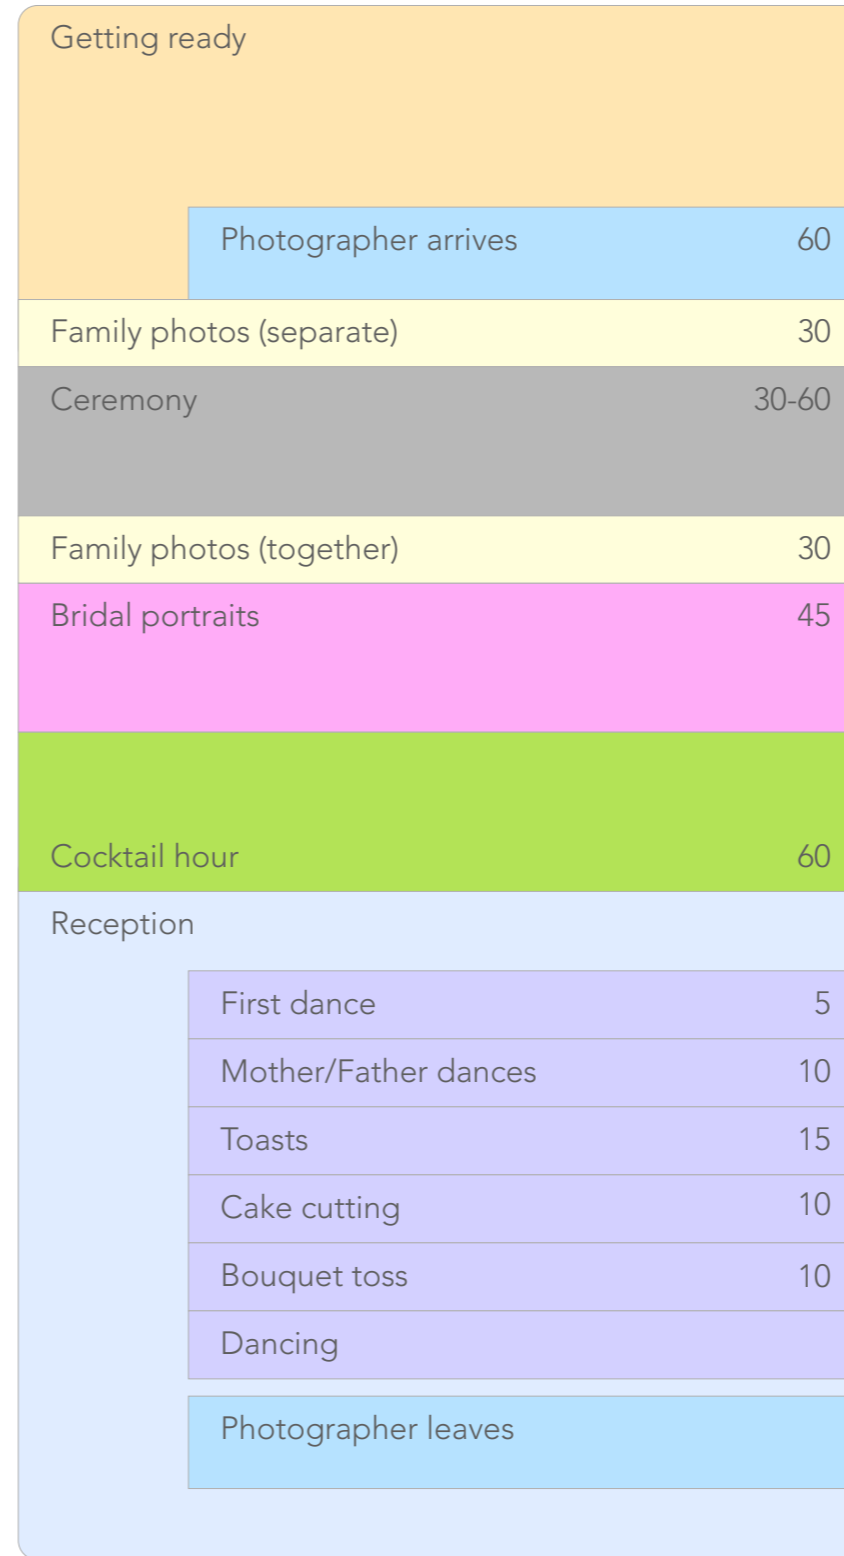 Getting ready
Photographer arrives 60
Family photos (separate) 30
Ceremony 30-60
Family photos (together) 30
Bridal portraits 45
Cocktail hour 60
Reception
First dance 5
Mother/Father dances 10
Toasts 15
Cake cutting 10
Bouquet toss 10
Dancing
Photographer leaves